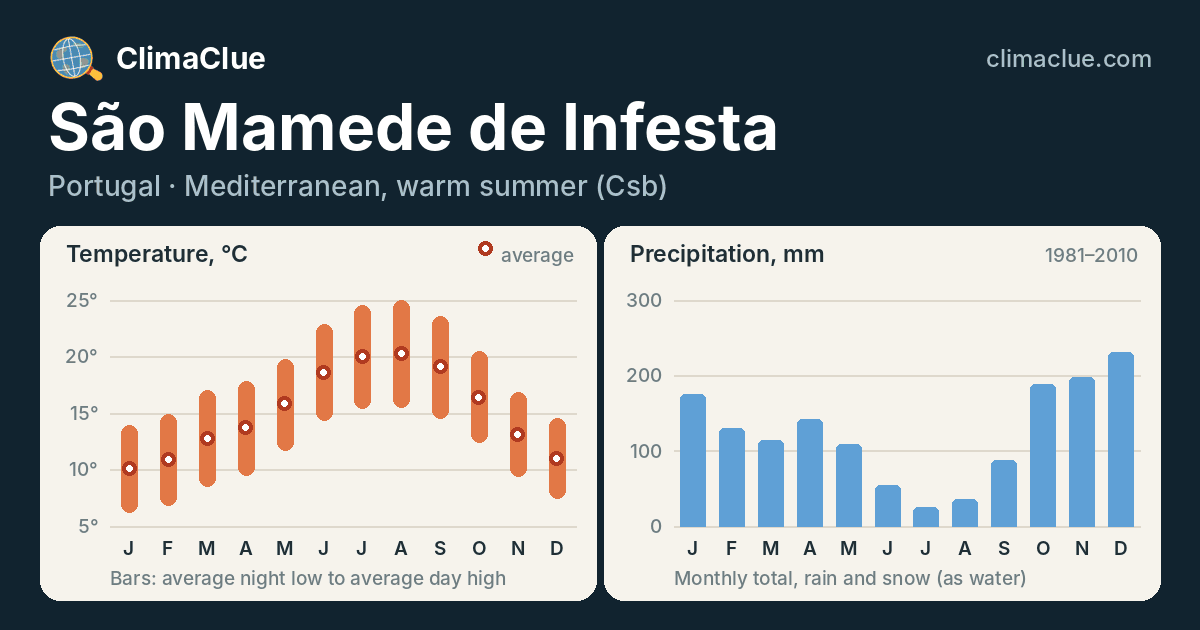 ClimaClue
climaclue.com
São Mamede de Infesta
Portugal · Mediterranean, warm summer (Csb)
Temperature, °C
average
25°
20°
15°
10°
5°
J F M A M J J A S O N D
Bars: average night low to average day high
Precipitation, mm
1981–2010
300
200
100
0
J F M A M J J A S O N D
Monthly total, rain and snow (as water)